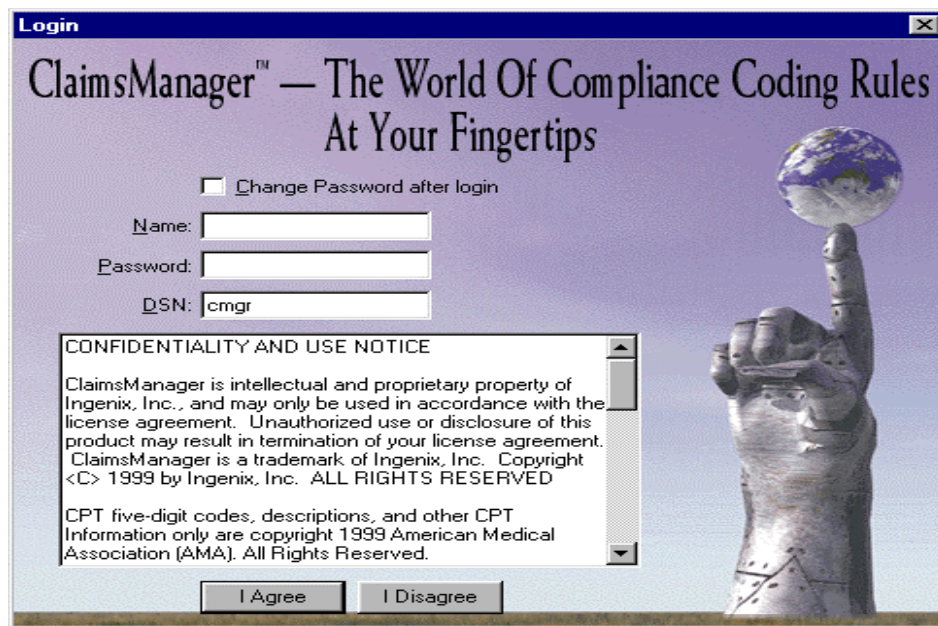 Login
ClaimsManager™ — The World Of Compliance Coding Rules
At Your Fingertips
Change Password after login
Name:
Password:
DSN: cmgr
CONFIDENTIALITY AND USE NOTICE
ClaimsManager is intellectual and proprietary property of
Ingenix, Inc., and may only be used in accordance with the
license agreement.  Unauthorized use or disclosure of this
product may result in termination of your license agreement.
ClaimsManager is a trademark of Ingenix, Inc.  Copyright
<C> 1999 by Ingenix, Inc.  ALL RIGHTS RESERVED
CPT five-digit codes, descriptions, and other CPT
Information only are copyright 1999 American Medical
Association (AMA). All Rights Reserved.
I Agree I Disagree